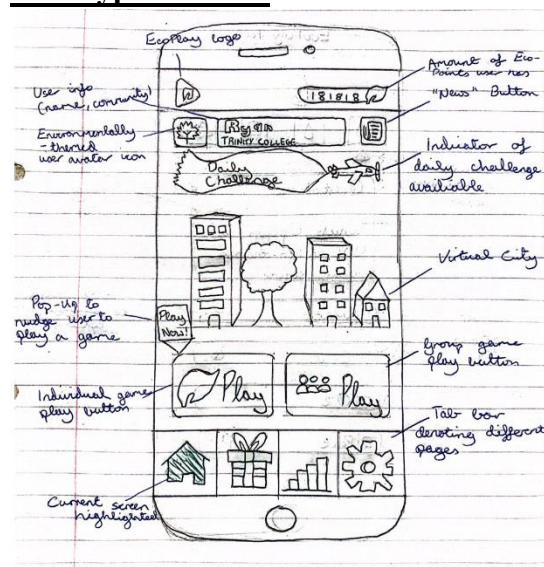 EcoPlay Logo
Amount of Eco-
Points user has
User info
(name, community)
"News" Button
181818
Ryan
TRINITY COLLEGE
Environmentally
-themed
user avatar icon
Daily
Challenge
Indicator of
daily challenge
available
Virtual City
Pop-Up to
nudge user to
play a game
Play
Now!
Group game
play button
Play
Play
Individual game
play button
Tab bar
denoting different
pages
Current screen
highlighted